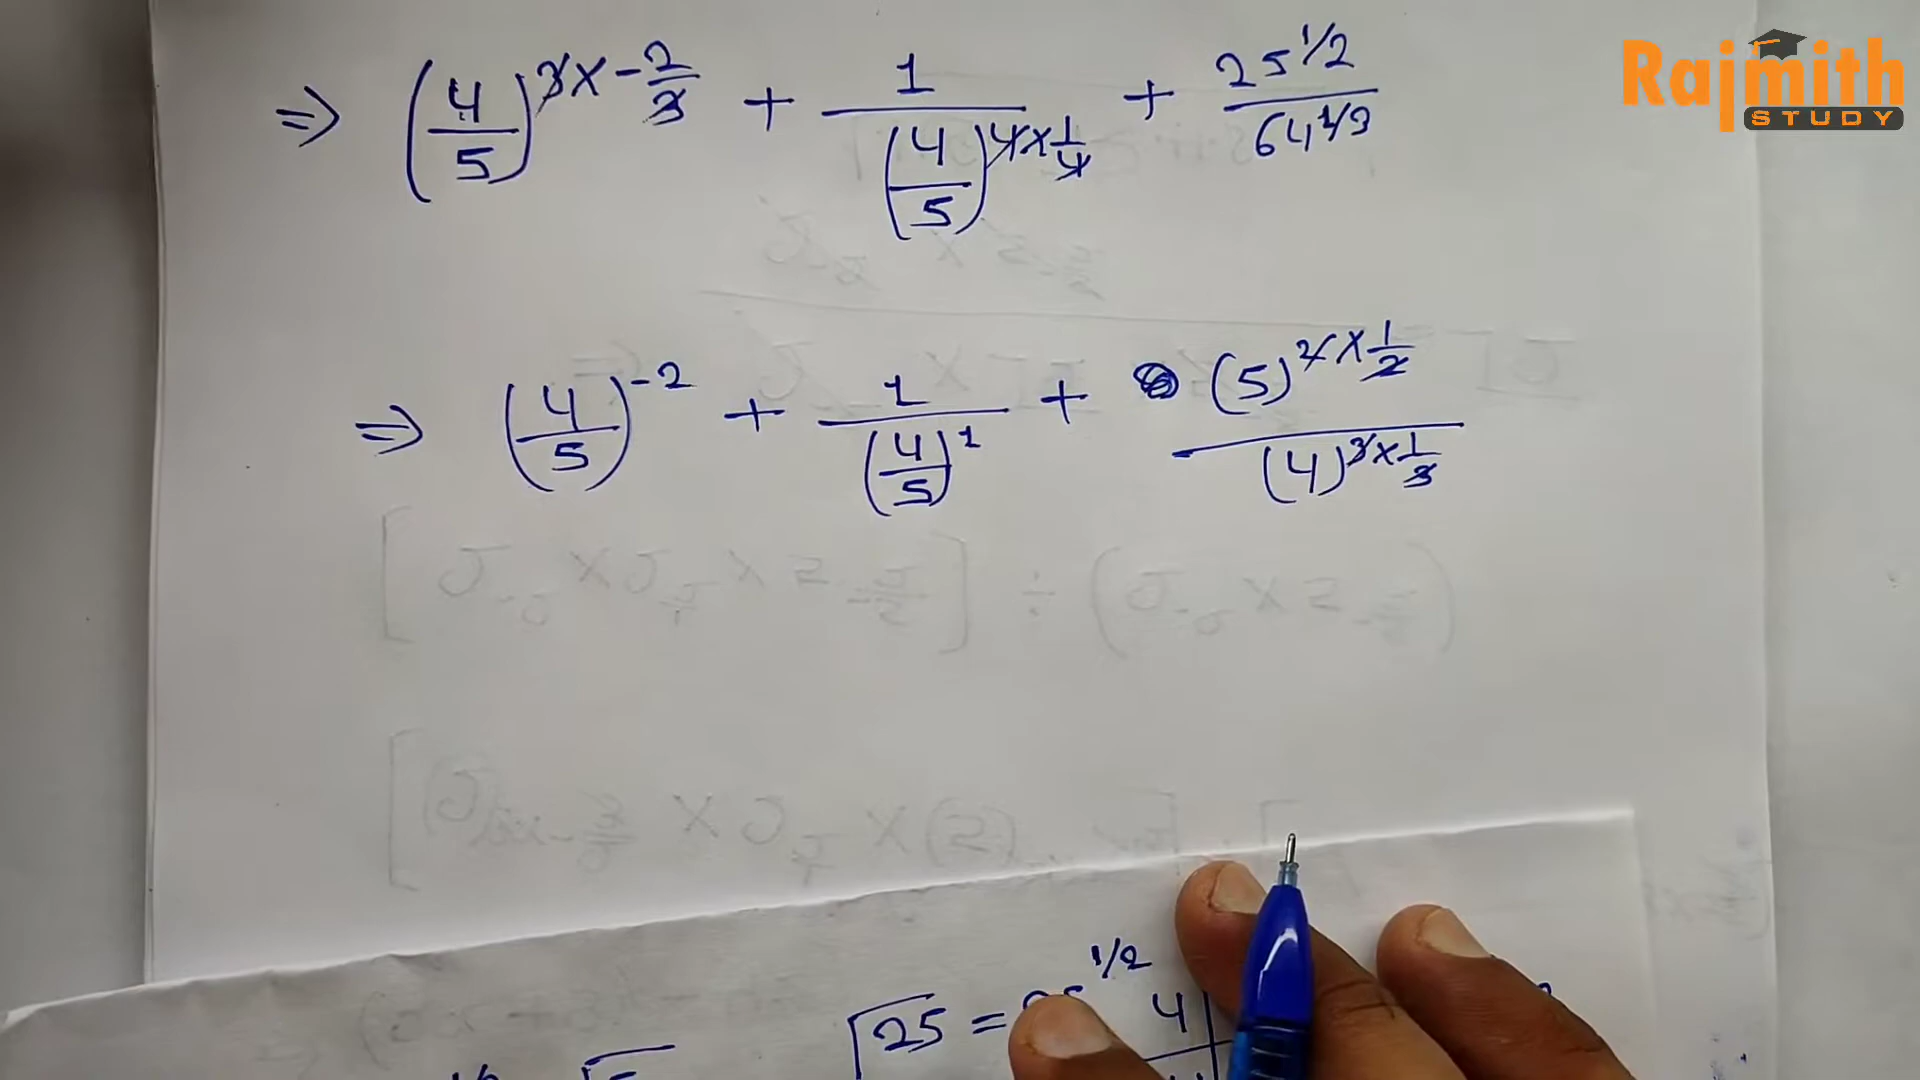 Rajmith
STUDY
⇒ (4/5)^(3×-2/3) + 1/(4/5)^(4×1/4) + 25^(1/2)/64^(1/3)
⇒ (4/5)^(-2) + 1/(4/5)^1 + (5)^(2×1/2)/(4)^(3×1/3)
√25 = 25^(1/2) 4